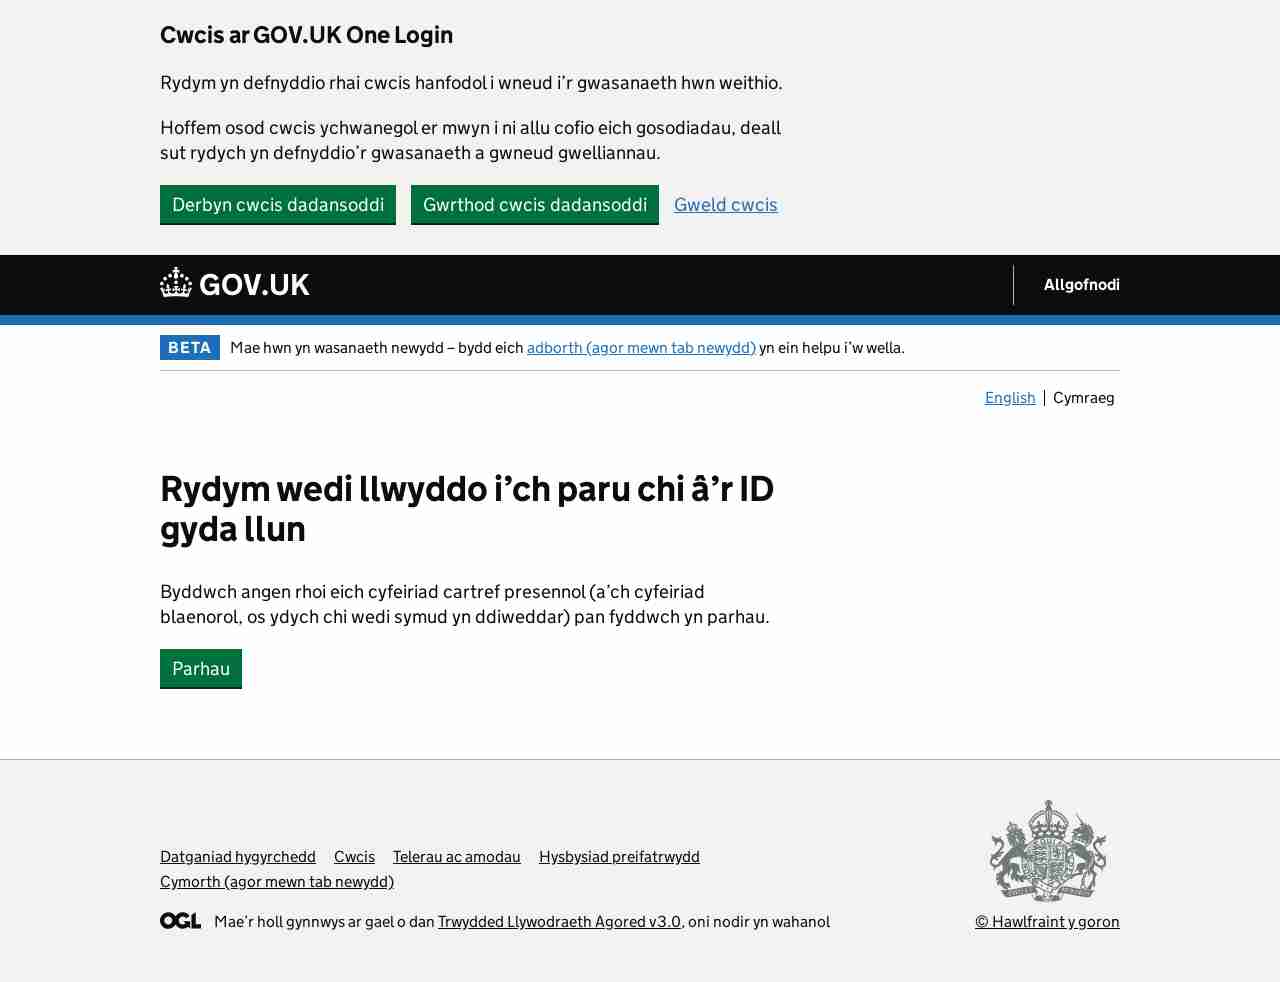 Cwcis ar GOV.UK One Login
Rydym yn defnyddio rhai cwcis hanfodol i wneud i’r gwasanaeth hwn weithio.
Hoffem osod cwcis ychwanegol er mwyn i ni allu cofio eich gosodiadau, deall
sut rydych yn defnyddio’r gwasanaeth a gwneud gwelliannau.
Derbyn cwcis dadansoddi Gwrthod cwcis dadansoddi Gweld cwcis
GOV.UK Allgofnodi
BETA Mae hwn yn wasanaeth newydd – bydd eich adborth (agor mewn tab newydd) yn ein helpu i’w wella.
English Cymraeg
Rydym wedi llwyddo i’ch paru chi â’r ID
gyda llun
Byddwch angen rhoi eich cyfeiriad cartref presennol (a’ch cyfeiriad
blaenorol, os ydych chi wedi symud yn ddiweddar) pan fyddwch yn parhau.
Parhau
Datganiad hygyrchedd Cwcis Telerau ac amodau Hysbysiad preifatrwydd
Cymorth (agor mewn tab newydd)
OGL Mae’r holl gynnwys ar gael o dan Trwydded Llywodraeth Agored v3.0, oni nodir yn wahanol
© Hawlfraint y goron